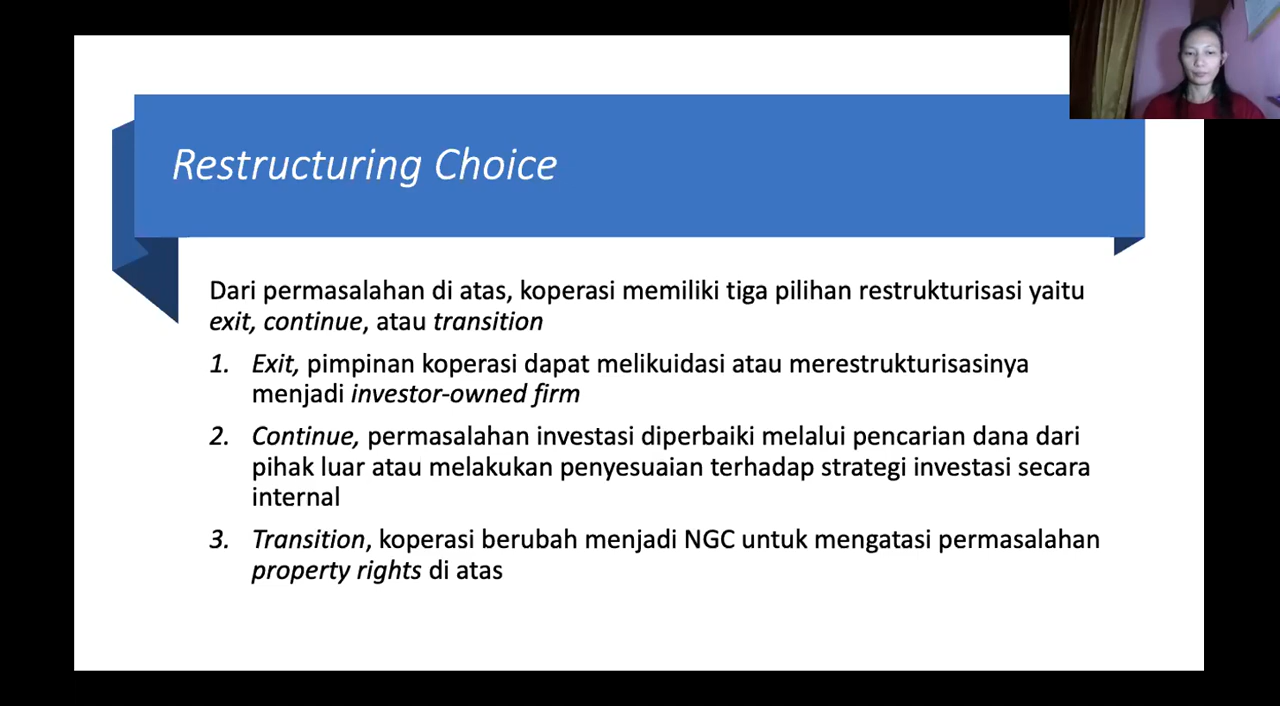 Restructuring Choice
Dari permasalahan di atas, koperasi memiliki tiga pilihan restrukturisasi yaitu
exit, continue, atau transition
1. Exit, pimpinan koperasi dapat melikuidasi atau merestrukturisasinya
menjadi investor-owned firm
2. Continue, permasalahan investasi diperbaiki melalui pencarian dana dari
pihak luar atau melakukan penyesuaian terhadap strategi investasi secara
internal
3. Transition, koperasi berubah menjadi NGC untuk mengatasi permasalahan
property rights di atas